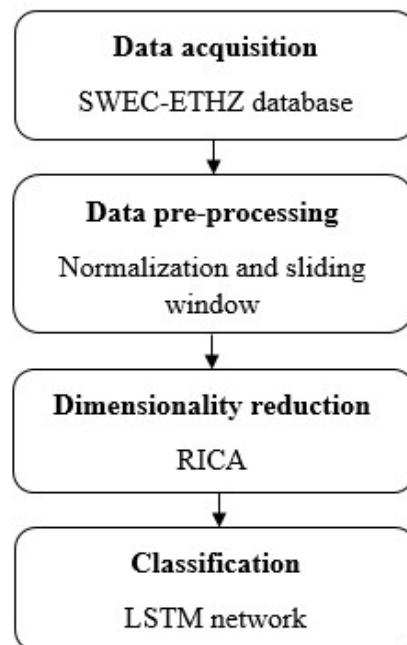 Data acquisition
SWEC-ETHZ database
Data pre-processing
Normalization and sliding
window
Dimensionality reduction
RICA
Classification
LSTM network